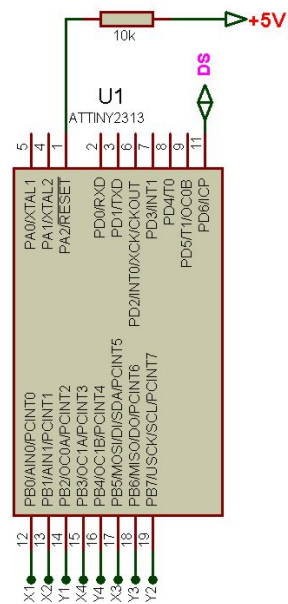 +5V
10k
DS
U1
ATTINY2313
5 4 1 2 3 6 7 8 9 11
PA0/XTAL1
PA1/XTAL2
PA2/RESET
PD0/RXD
PD1/TXD
PD2/INT0/XCK/CKOUT
PD3/INT1
PD4/T0
PD5/T1/OC0B
PD6/ICP
PB0/AIN0/PCINT0
PB1/AIN1/PCINT1
PB2/OC0A/PCINT2
PB3/OC1A/PCINT3
PB4/OC1B/PCINT4
PB5/MOSI/DI/SDA/PCINT5
PB6/MISO/DO/PCINT6
PB7/USCK/SCL/PCINT7
12 13 14 15 16 17 18 19
X1 X2 Y1 X4 Y4 X3 Y3 Y2